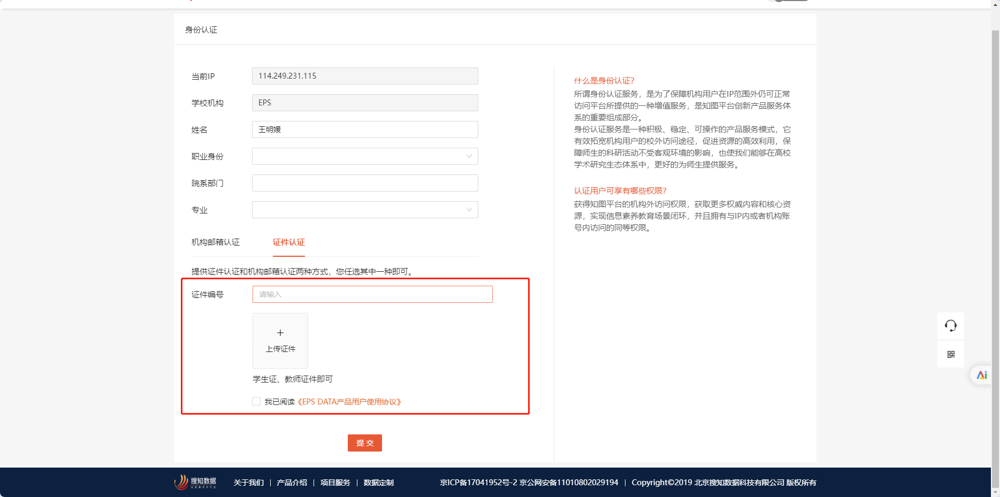 身份认证
当前IP
114.249.231.115
学校机构
EPS
姓名
王明媛
职业身份
院系部门
专业
机构邮箱认证
证件认证
提供证件认证和机构邮箱认证两种方式，您任选其中一种即可。
证件编号
请输入
+
上传证件
学生证、教师证件即可
我已阅读《EPS DATA产品用户使用协议》
提 交
什么是身份认证?
所谓身份认证服务，是为了保障机构用户在IP范围外仍可正常
访问平台所提供的一种增值服务，是知图平台创新产品服务体
系的重要组成部分。
身份认证服务是一种积极、稳定、可操作的产品服务模式，它
有效拓宽机构用户的校外访问途径，促进资源的高效利用，保
障师生的科研活动不受客观环境的影响，也使我们能够在高校
学术研究生态体系中，更好的为师生提供服务。
认证用户可享有哪些权限?
获得知图平台的机构外访问权限，获取更多权威内容和核心资
源，实现信息素养教育场景闭环，并且拥有与IP内或者机构账
号内访问的同等权限。
Ai
搜知数据
关于我们 | 产品介绍 | 项目服务 | 数据定制
京ICP备17041952号-2 京公网安备11010802029194 | Copyright©2019 北京搜知数据科技有限公司 版权所有